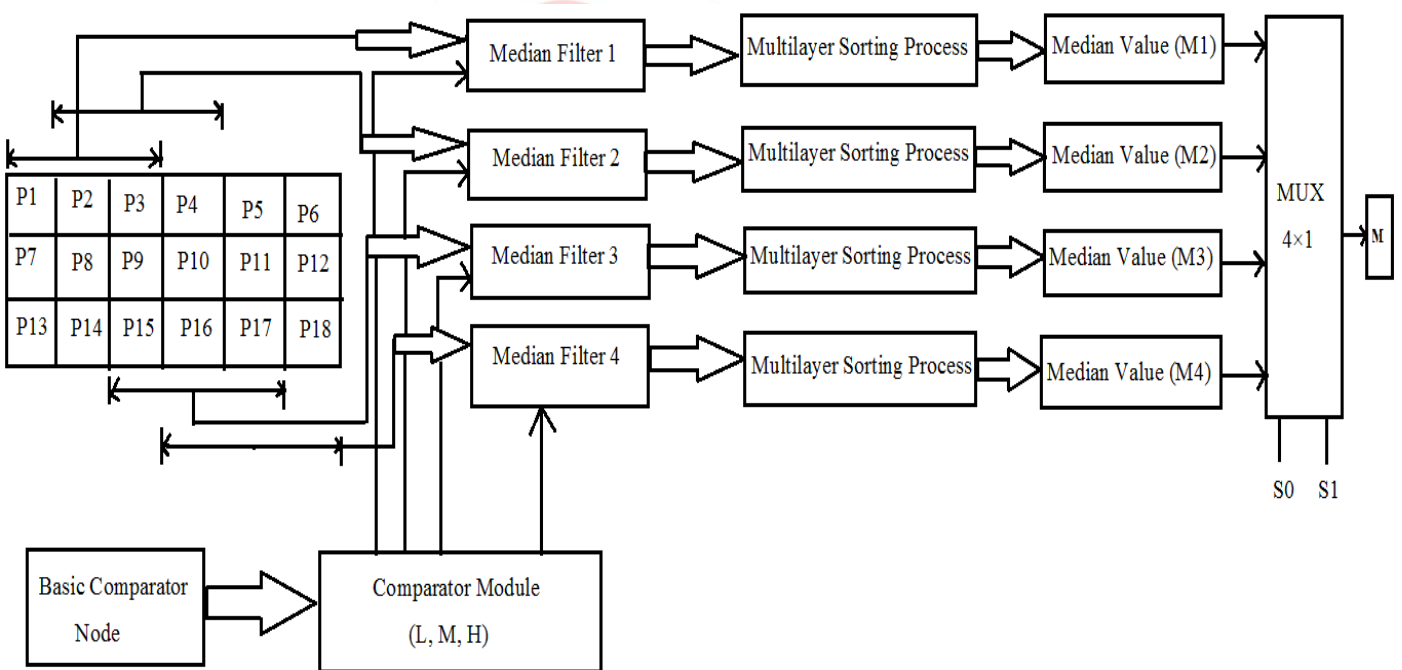 Median Filter 1
Multilayer Sorting Process
Median Value (M1)
Median Filter 2
Multilayer Sorting Process
Median Value (M2)
P1 P2 P3 P4 P5 P6
MUX
4×1
P7 P8 P9 P10 P11 P12
Median Filter 3
Multilayer Sorting Process
Median Value (M3)
M
P13 P14 P15 P16 P17 P18
Median Filter 4
Multilayer Sorting Process
Median Value (M4)
S0 S1
Basic Comparator
Node
Comparator Module
(L, M, H)